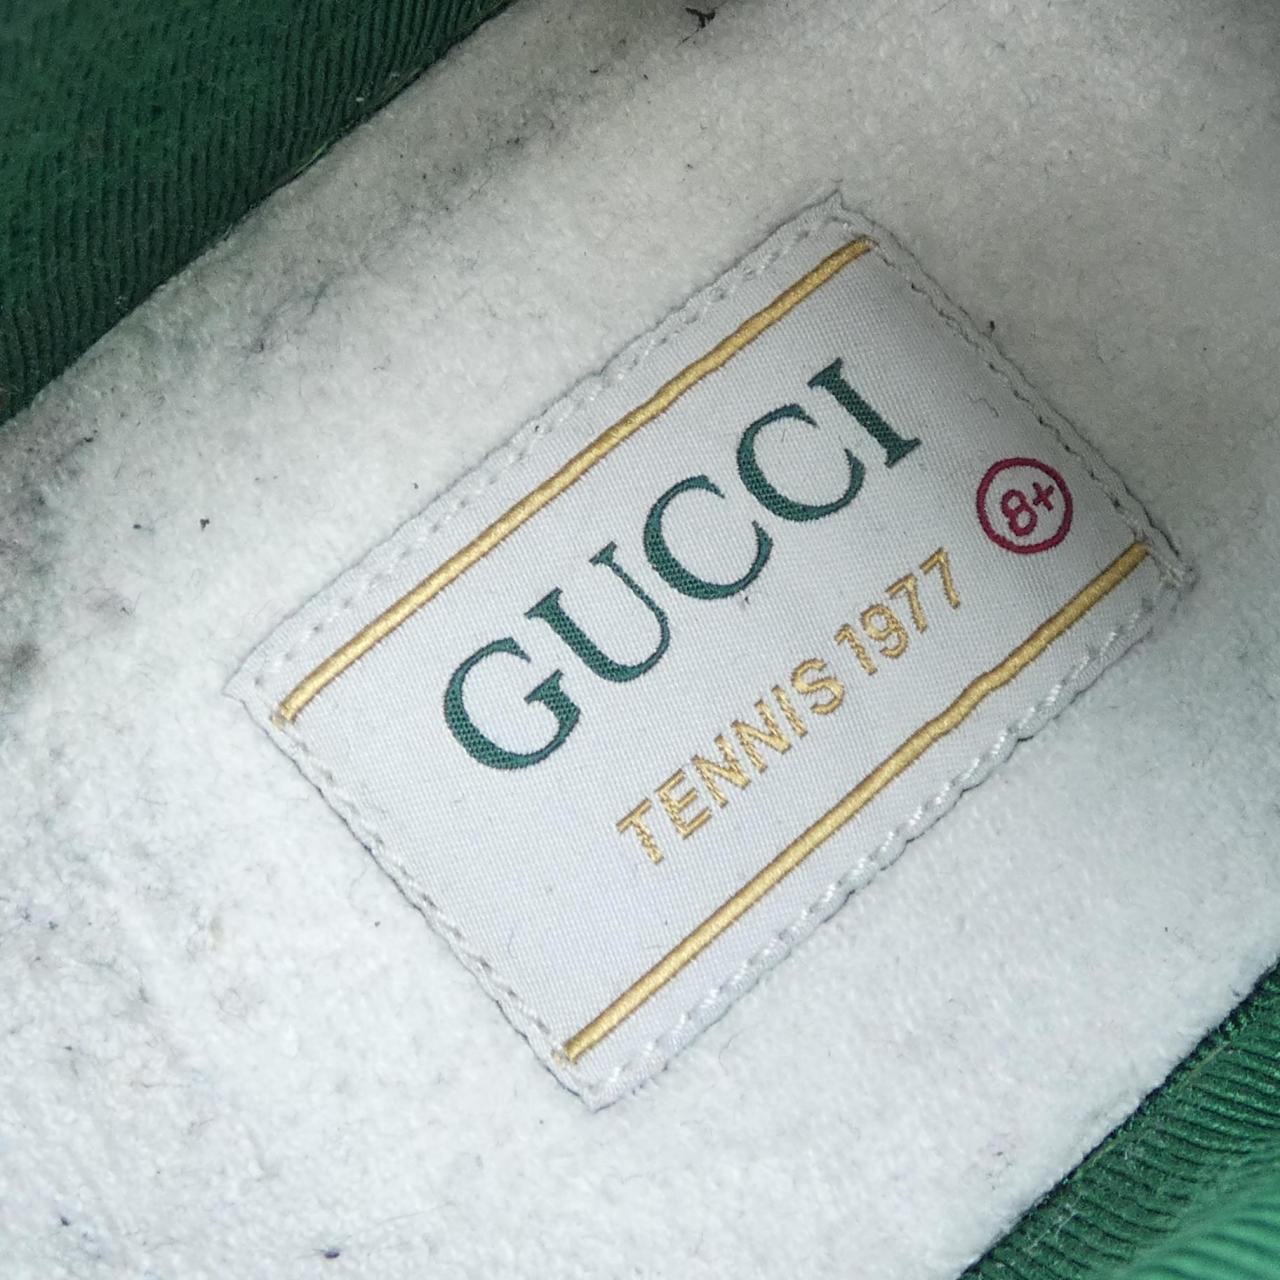 GUCCI
TENNIS 1977
8+